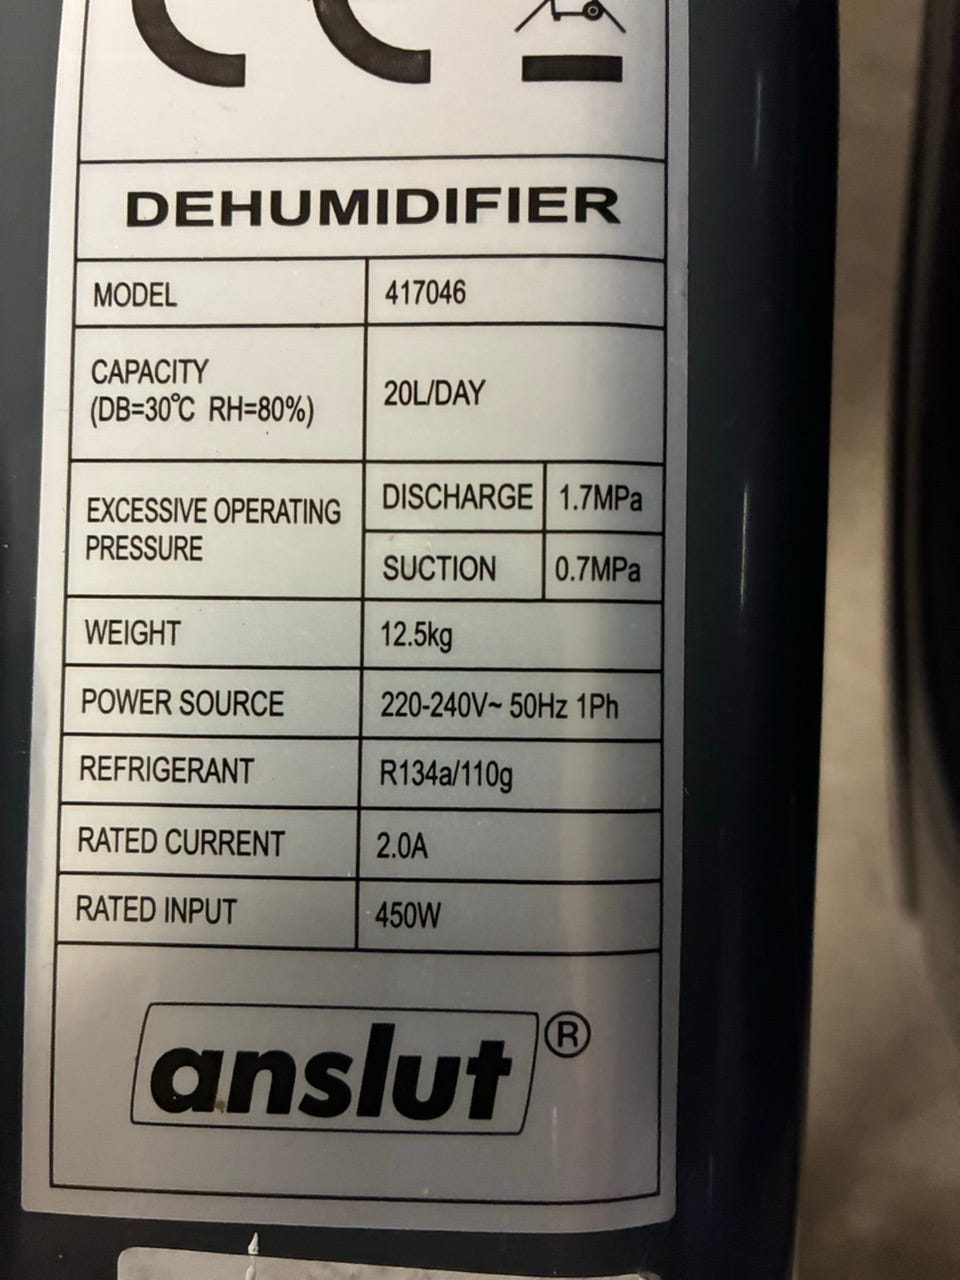 CE
DEHUMIDIFIER
MODEL 417046
CAPACITY
(DB=30℃ RH=80%) 20L/DAY
EXCESSIVE OPERATING
PRESSURE
DISCHARGE 1.7MPa
SUCTION 0.7MPa
WEIGHT 12.5kg
POWER SOURCE 220-240V~ 50Hz 1Ph
REFRIGERANT R134a/110g
RATED CURRENT 2.0A
RATED INPUT 450W
anslut®